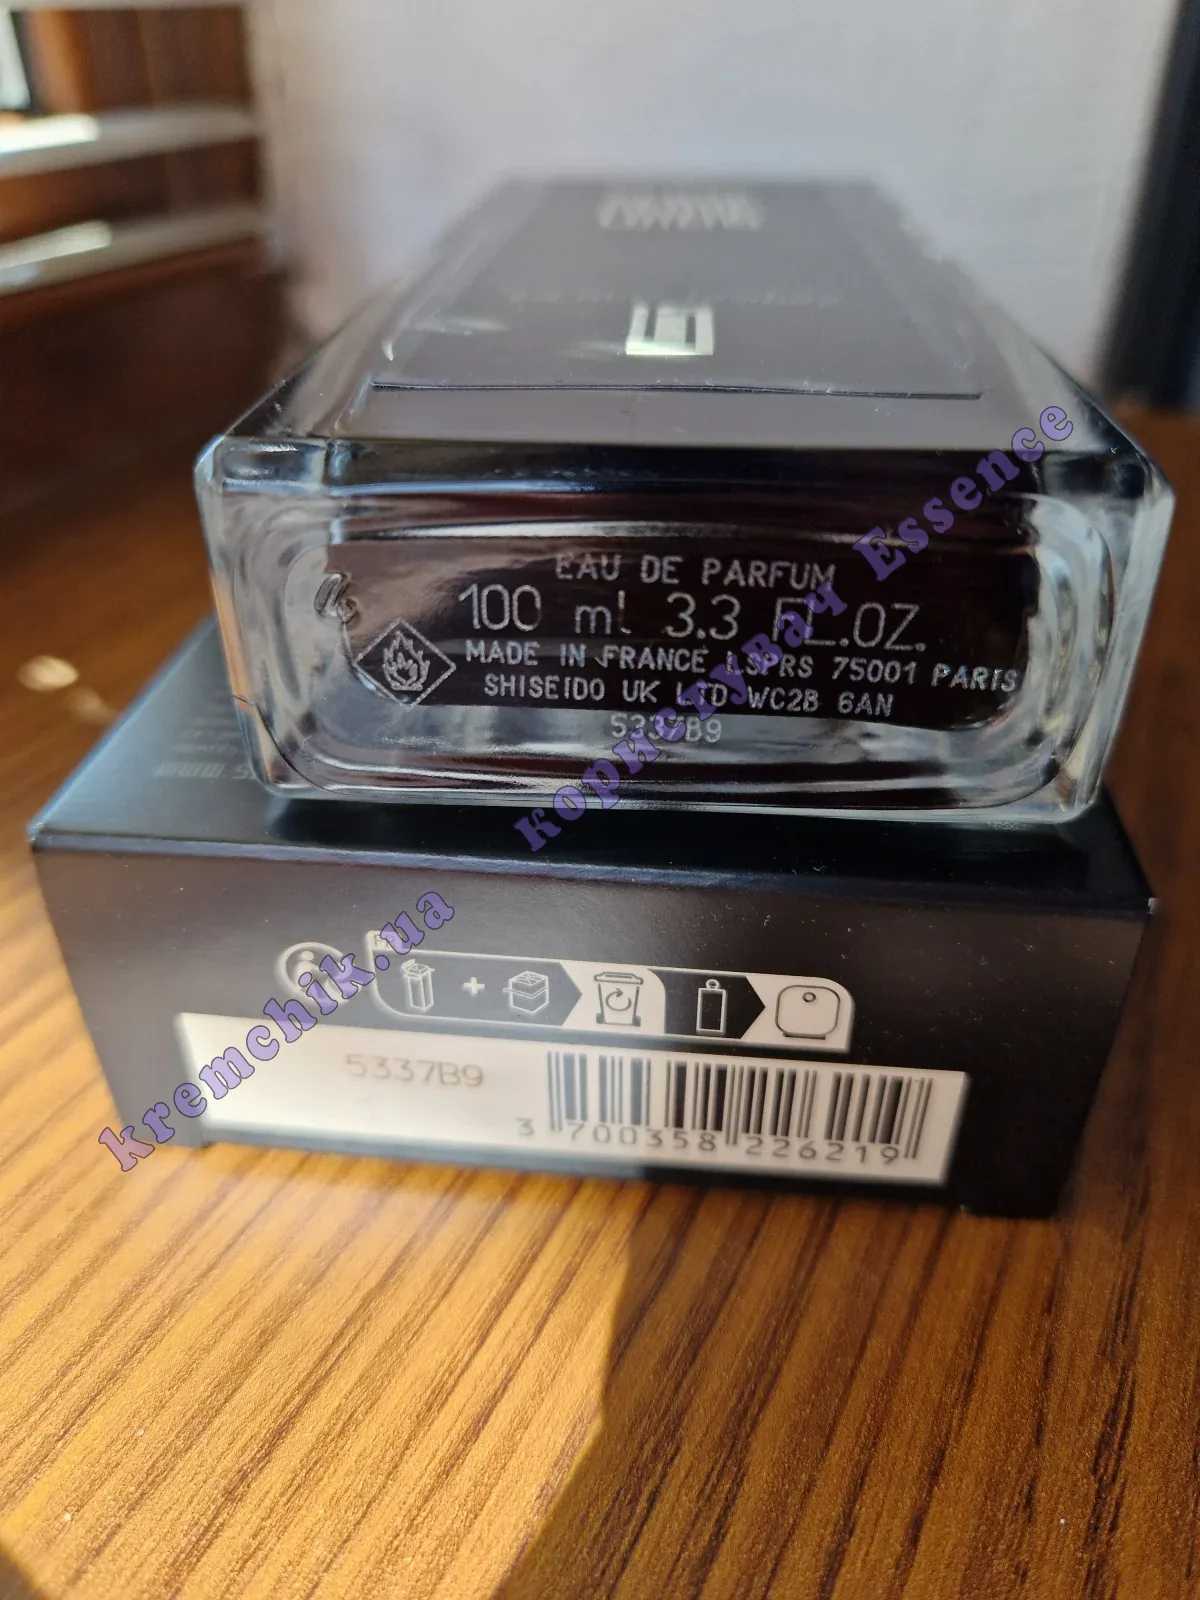 EAU DE PARFUM
100 ml 3.3 FL.OZ.
MADE IN FRANCE LSPRS 75001 PARIS
SHISEIDO UK LTD WC2B 6AN
5337B9
користувач Essence
kremchik.ua
5337B9
3 700358 226219